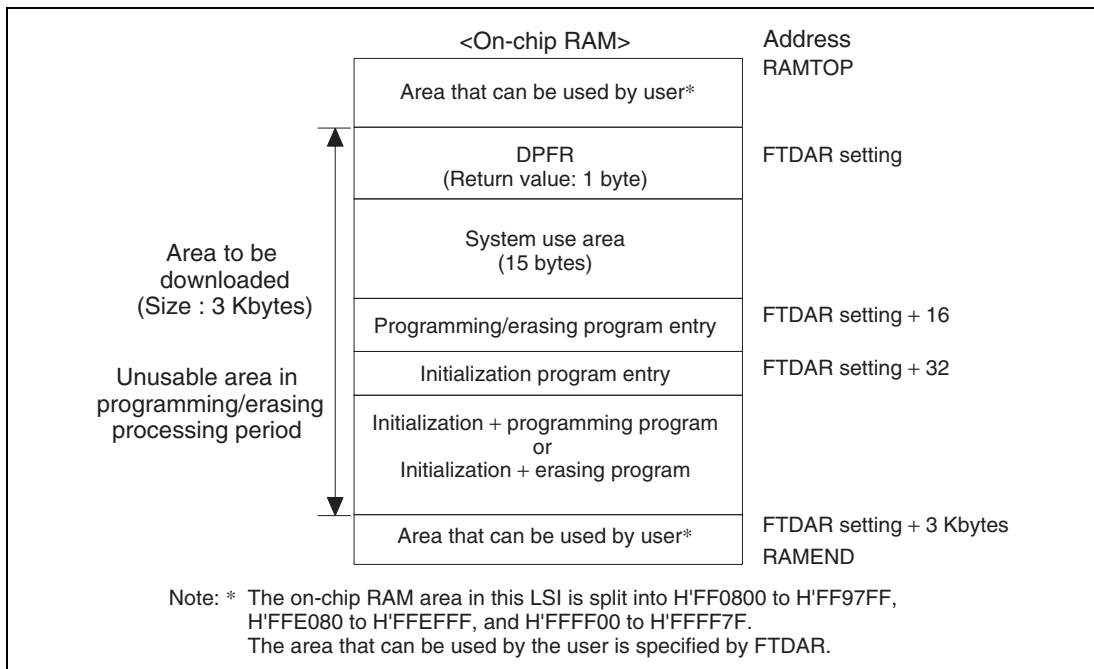 <On-chip RAM>
Address
RAMTOP
Area that can be used by user*
DPFR
(Return value: 1 byte)
FTDAR setting
System use area
(15 bytes)
Area to be
downloaded
(Size : 3 Kbytes)
Programming/erasing program entry
FTDAR setting + 16
Initialization program entry
FTDAR setting + 32
Unusable area in
programming/erasing
processing period
Initialization + programming program
or
Initialization + erasing program
Area that can be used by user*
FTDAR setting + 3 Kbytes
RAMEND
Note: * The on-chip RAM area in this LSI is split into H'FF0800 to H'FF97FF,
H'FFE080 to H'FFEFFF, and H'FFFF00 to H'FFFF7F.
The area that can be used by the user is specified by FTDAR.